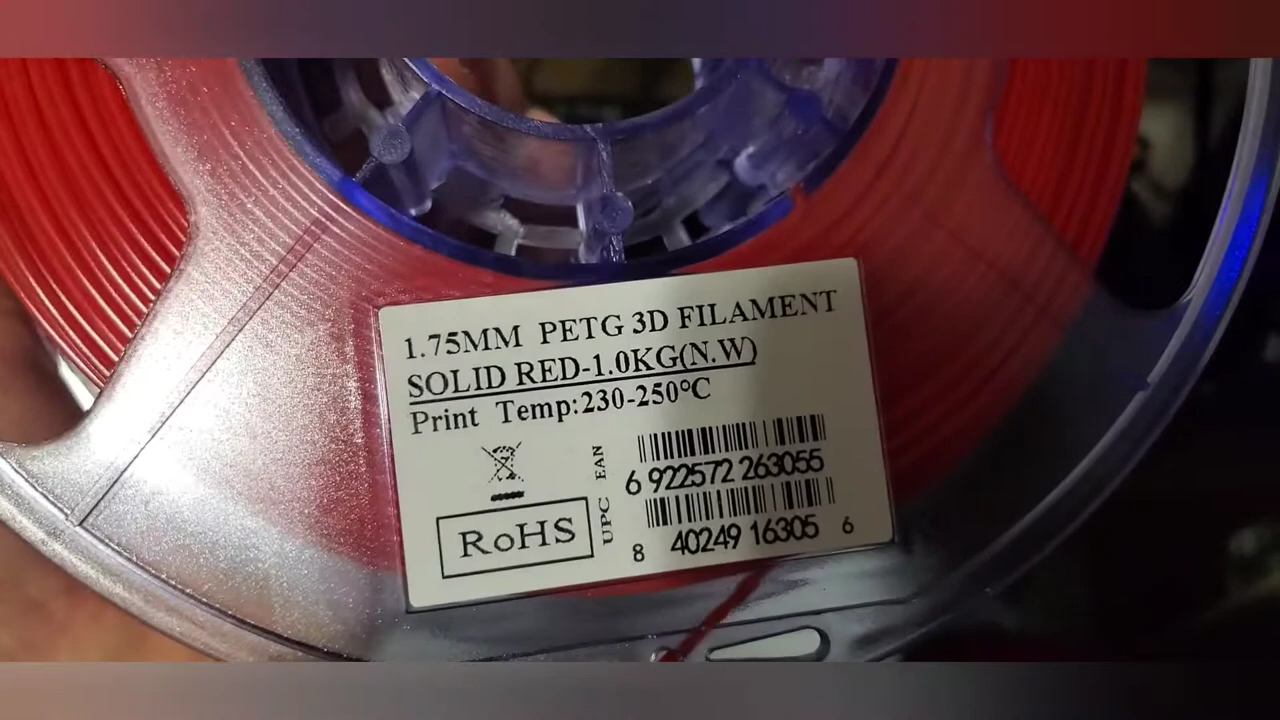 1.75MM PETG 3D FILAMENT
SOLID RED-1.0KG(N.W)
Print Temp:230-250℃
EAN
6 922572 263055
UPC
8 40249 16305 6
RoHS